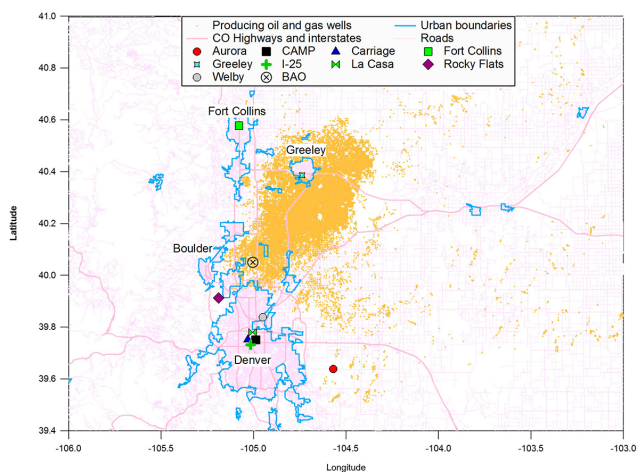 Producing oil and gas wells Urban boundaries
CO Highways and interstates Roads
Aurora CAMP Carriage Fort Collins
Greeley I-25 La Casa Rocky Flats
Welby BAO
41.0
40.8
40.6
40.4
40.2
40.0
39.8
39.6
39.4
Latitude
Fort Collins
Greeley
Boulder
Denver
-106.0 -105.5 -105.0 -104.5 -104.0 -103.5 -103.0
Longitude